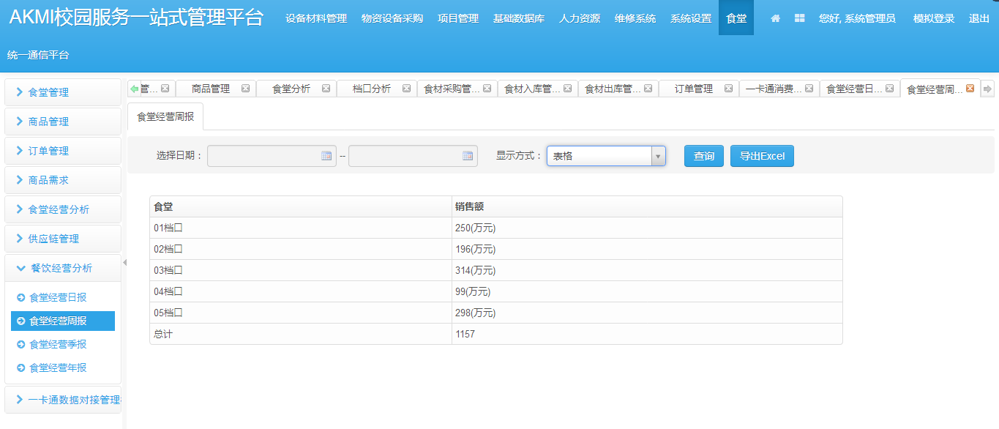 AKMI校园服务一站式管理平台 设备材料管理 物资设备采购 项目管理 基础数据库 人力资源 维修系统 系统设置 食堂 您好, 系统管理员 模拟登录 退出
统一通信平台
管... 商品管理 食堂分析 档口分析 食材采购管... 食材入库管... 食材出库管... 订单管理 一卡通消费... 食堂经营日... 食堂经营周...
食堂经营周报
选择日期： -- 显示方式： 表格 查询 导出Excel
食堂管理
商品管理
订单管理
商品需求
食堂经营分析
供应链管理
餐饮经营分析
食堂经营日报
食堂经营周报
食堂经营季报
食堂经营年报
一卡通数据对接管理
食堂 销售额
01档口 250(万元)
02档口 196(万元)
03档口 314(万元)
04档口 99(万元)
05档口 298(万元)
总计 1157